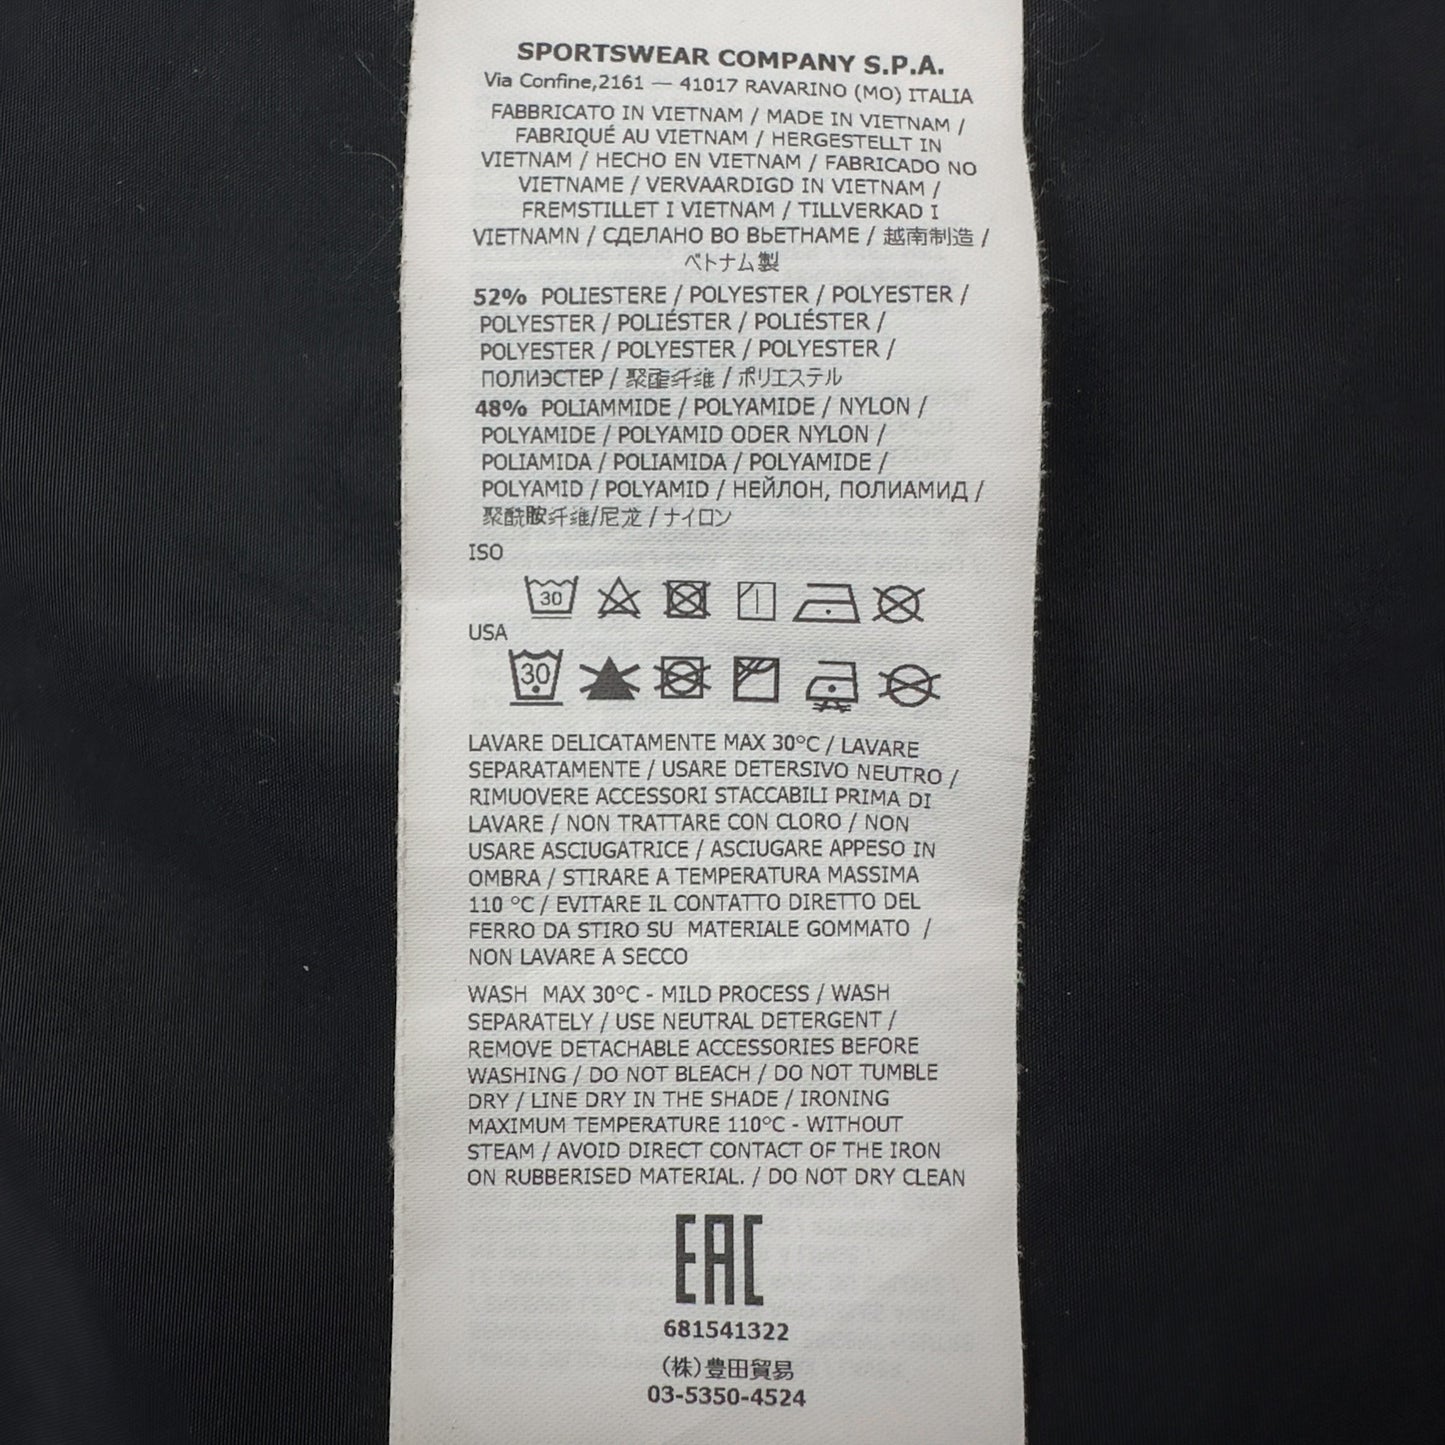 SPORTSWEAR COMPANY S.P.A.
Via Confine,2161 — 41017 RAVARINO (MO) ITALIA
FABBRICATO IN VIETNAM / MADE IN VIETNAM /
FABRIQUÉ AU VIETNAM / HERGESTELLT IN
VIETNAM / HECHO EN VIETNAM / FABRICADO NO
VIETNAME / VERVAARDIGD IN VIETNAM /
FREMSTILLET I VIETNAM / TILLVERKAD I
VIETNAMN / СДЕЛАНО ВО ВЬЕТНАМЕ / 越南制造 /
ベトナム製
52% POLIESTERE / POLYESTER / POLYESTER /
POLYESTER / POLIÉSTER / POLIÉSTER /
POLYESTER / POLYESTER / POLYESTER /
ПОЛИЭСТЕР / 聚酯纤维 / ポリエステル
48% POLIAMMIDE / POLYAMIDE / NYLON /
POLYAMIDE / POLYAMID ODER NYLON /
POLIAMIDA / POLIAMIDA / POLYAMIDE /
POLYAMID / POLYAMID / НЕЙЛОН, ПОЛИАМИД /
聚酰胺纤维/尼龙 / ナイロン
ISO
30
USA
30
LAVARE DELICATAMENTE MAX 30°C / LAVARE
SEPARATAMENTE / USARE DETERSIVO NEUTRO /
RIMUOVERE ACCESSORI STACCABILI PRIMA DI
LAVARE / NON TRATTARE CON CLORO / NON
USARE ASCIUGATRICE / ASCIUGARE APPESO IN
OMBRA / STIRARE A TEMPERATURA MASSIMA
110 °C / EVITARE IL CONTATTO DIRETTO DEL
FERRO DA STIRO SU MATERIALE GOMMATO /
NON LAVARE A SECCO
WASH MAX 30°C - MILD PROCESS / WASH
SEPARATELY / USE NEUTRAL DETERGENT /
REMOVE DETACHABLE ACCESSORIES BEFORE
WASHING / DO NOT BLEACH / DO NOT TUMBLE
DRY / LINE DRY IN THE SHADE / IRONING
MAXIMUM TEMPERATURE 110°C - WITHOUT
STEAM / AVOID DIRECT CONTACT OF THE IRON
ON RUBBERISED MATERIAL. / DO NOT DRY CLEAN
EAC
681541322
(株)豊田貿易
03-5350-4524